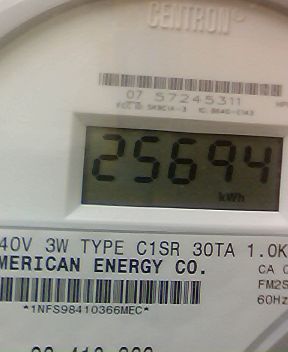 CENTRON®
07 57245311
25694
kWh
40V 3W TYPE C1SR 30TA 1.0K
MERICAN ENERGY CO.
CA 0
FM2S
60Hz
*1NFS98410366MEC*